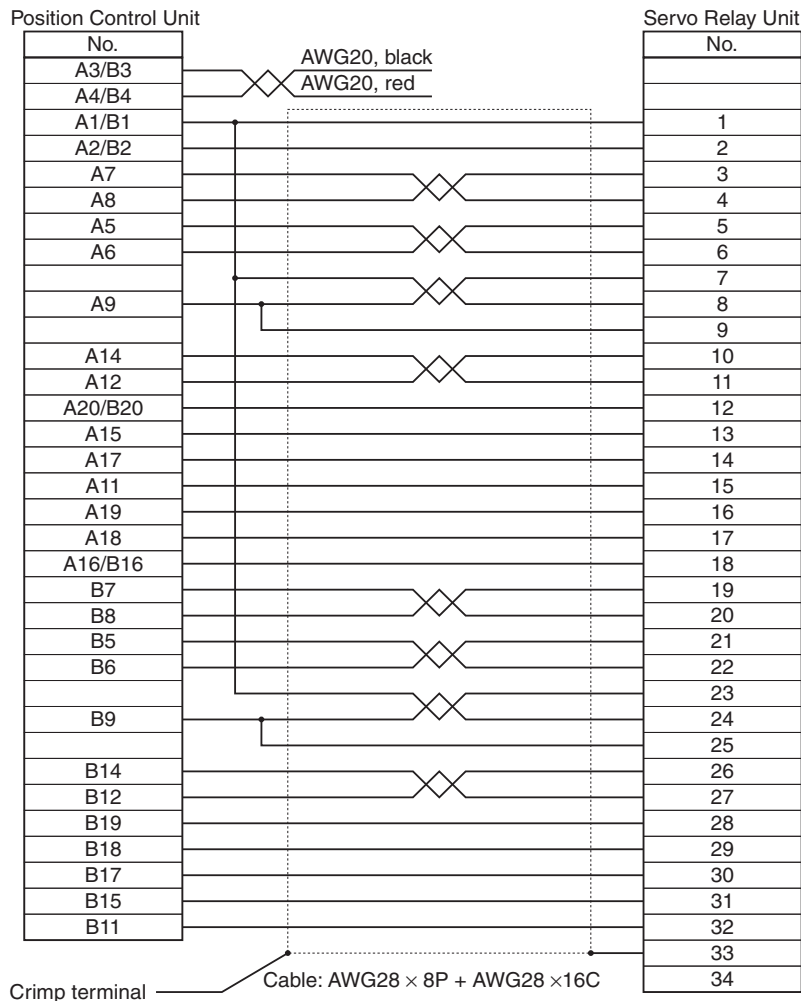 Position Control Unit Servo Relay Unit
No. No.
A3/B3 AWG20, black
A4/B4 AWG20, red
A1/B1 1
A2/B2 2
A7 3
A8 4
A5 5
A6 6
7
A9 8
9
A14 10
A12 11
A20/B20 12
A15 13
A17 14
A11 15
A19 16
A18 17
A16/B16 18
B7 19
B8 20
B5 21
B6 22
23
B9 24
25
B14 26
B12 27
B19 28
B18 29
B17 30
B15 31
B11 32
33
Crimp terminal Cable: AWG28 × 8P + AWG28 ×16C 34